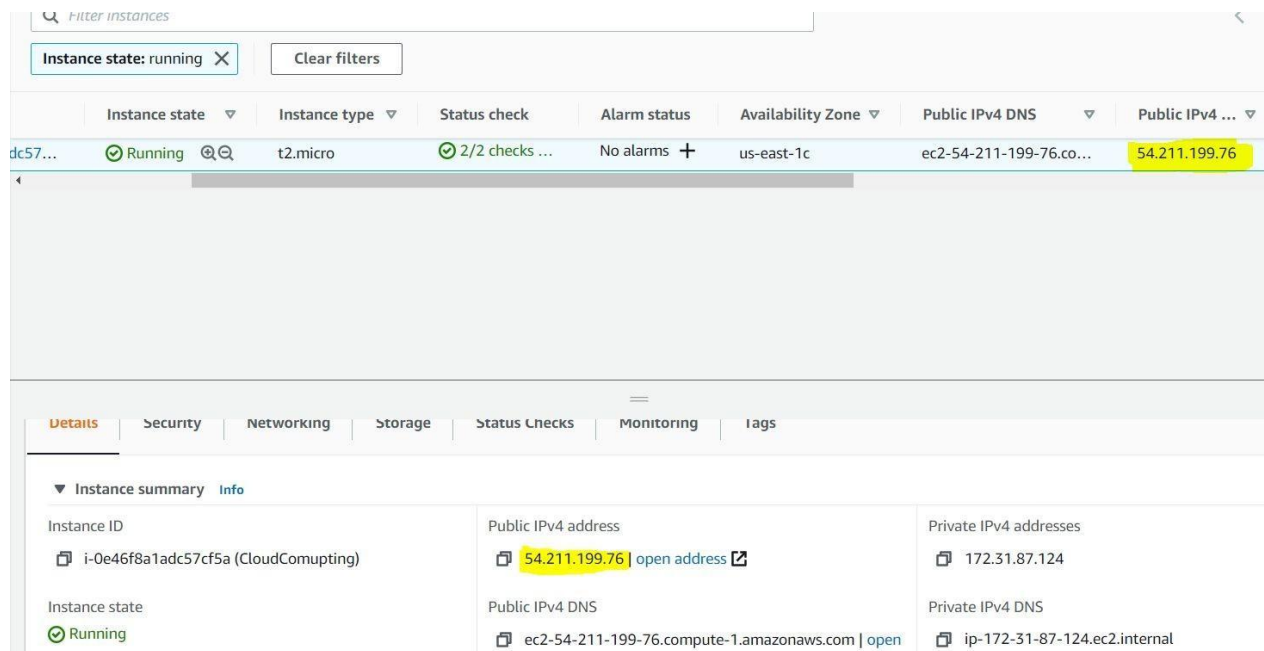 Filter instances
Instance state: running Clear filters
Instance state Instance type Status check Alarm status Availability Zone Public IPv4 DNS Public IPv4 ...
dc57... Running t2.micro 2/2 checks ... No alarms + us-east-1c ec2-54-211-199-76.co... 54.211.199.76
Details Security Networking Storage Status Checks Monitoring Tags
Instance summary Info
Instance ID Public IPv4 address Private IPv4 addresses
i-0e46f8a1adc57cf5a (CloudComupting) 54.211.199.76 | open address 172.31.87.124
Instance state Public IPv4 DNS Private IPv4 DNS
Running ec2-54-211-199-76.compute-1.amazonaws.com | open ip-172-31-87-124.ec2.internal